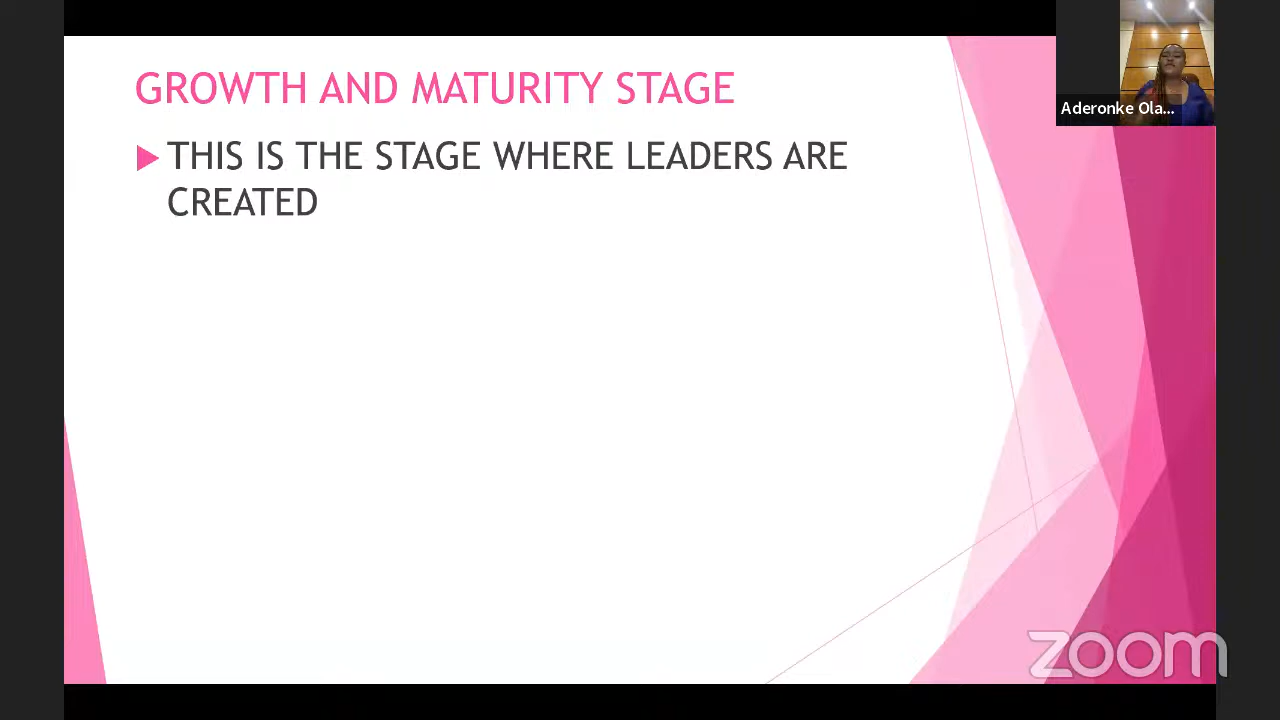 GROWTH AND MATURITY STAGE
THIS IS THE STAGE WHERE LEADERS ARE
CREATED
Aderonke Ola...
zoom